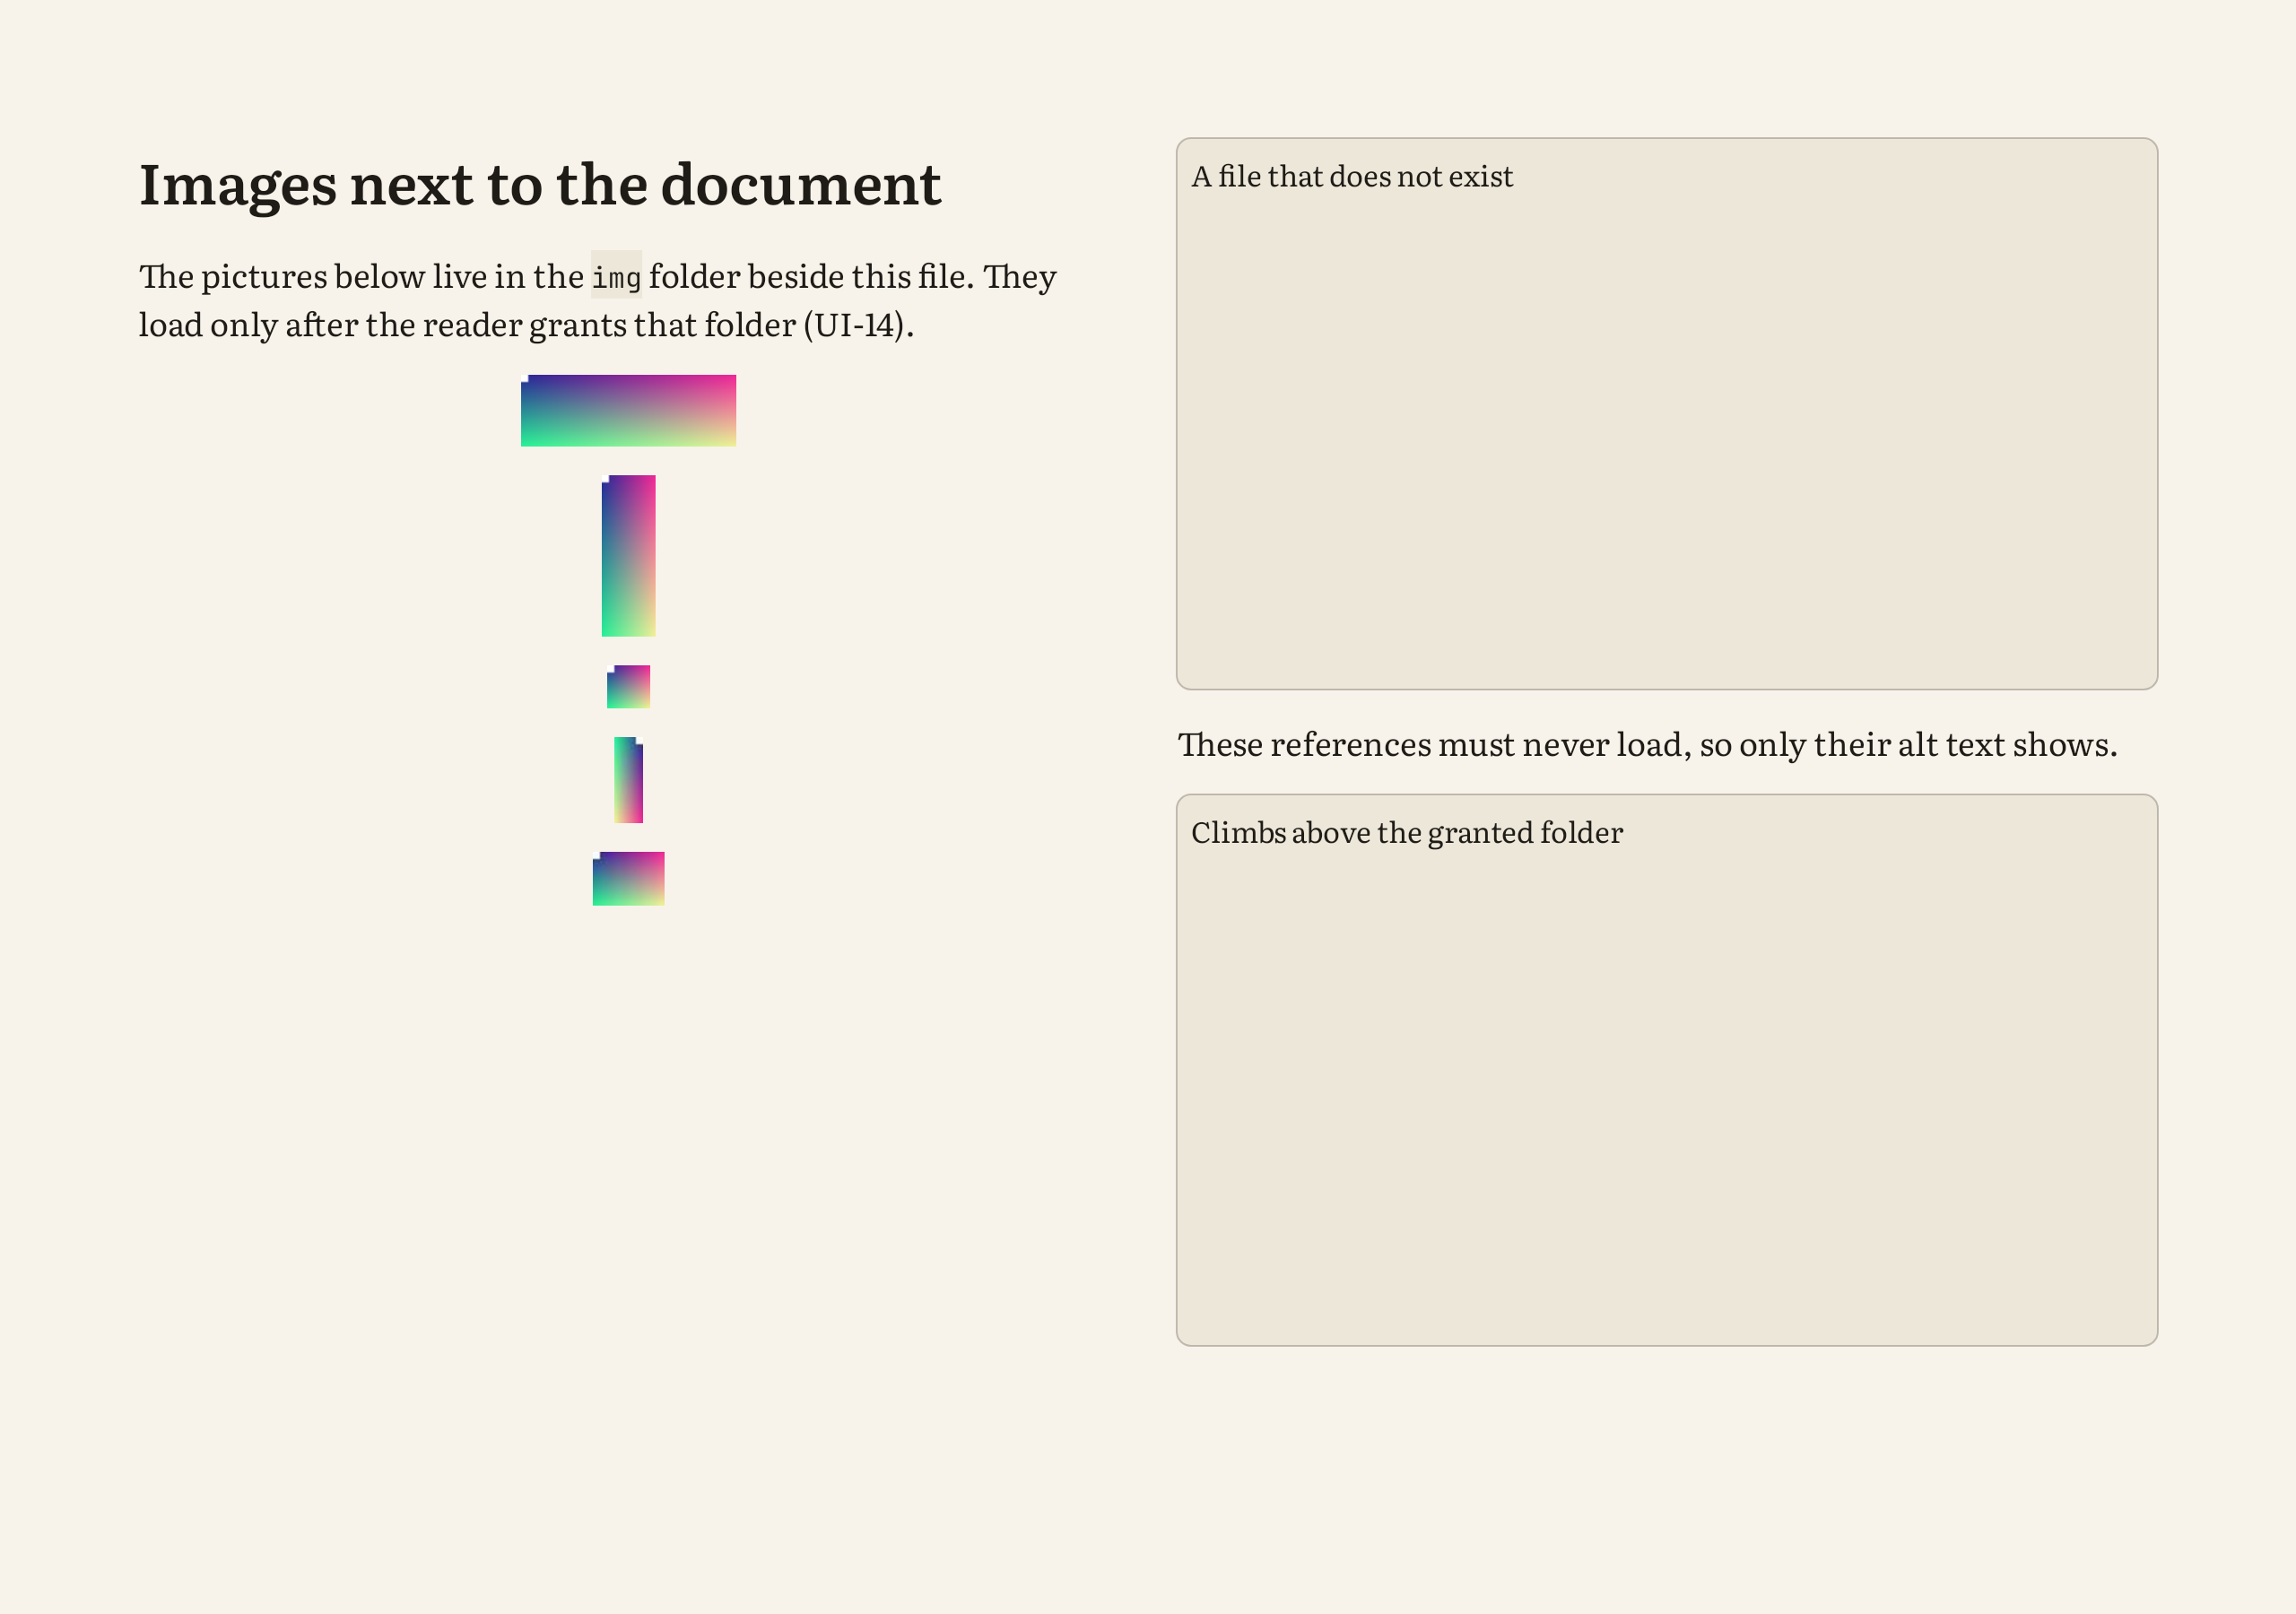 Images next to the document
The pictures below live in the img folder beside this file. They
load only after the reader grants that folder (UI-14).
A file that does not exist
These references must never load, so only their alt text shows.
Climbs above the granted folder